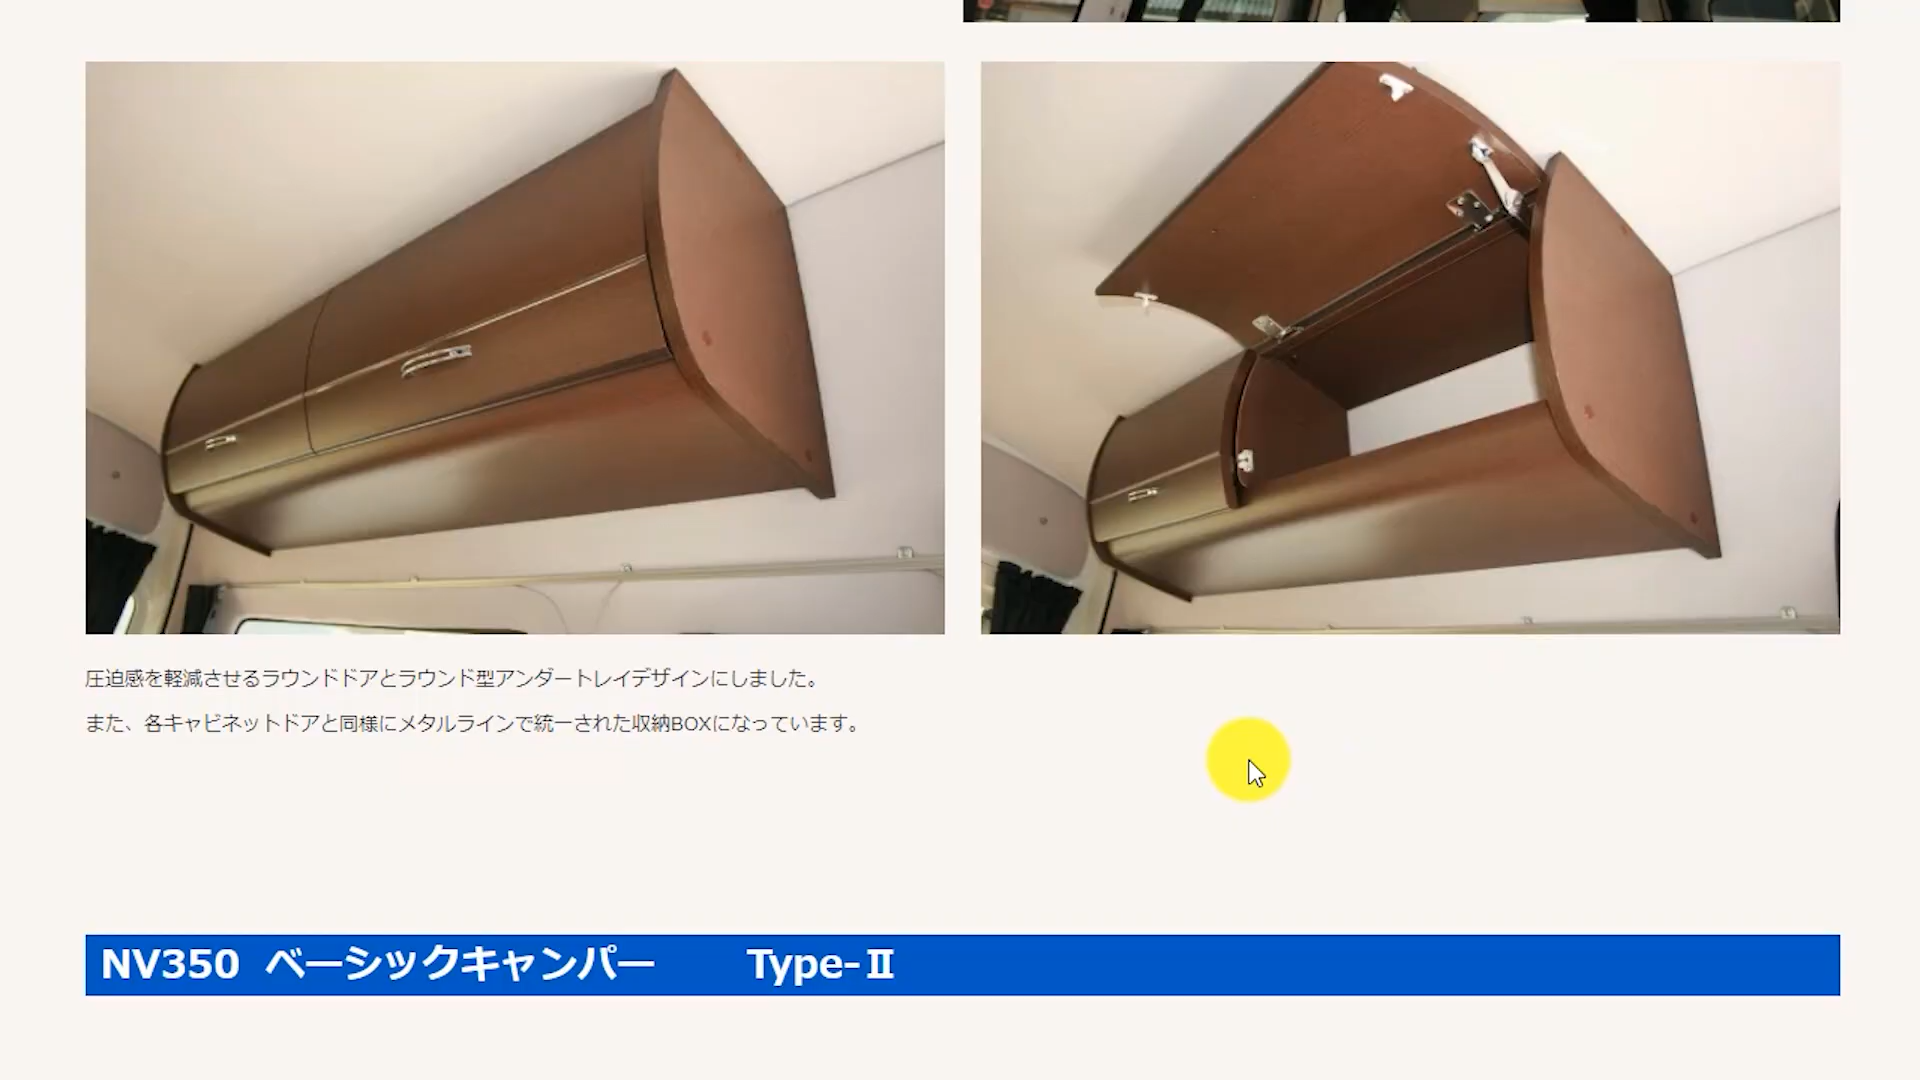 圧迫感を軽減させるラウンドドアとラウンド型アンダートレイデザインにしました。
また、各キャビネットドアと同様にメタルラインで統一された収納BOXになっています。
NV350 ベーシックキャンパー Type-Ⅱ